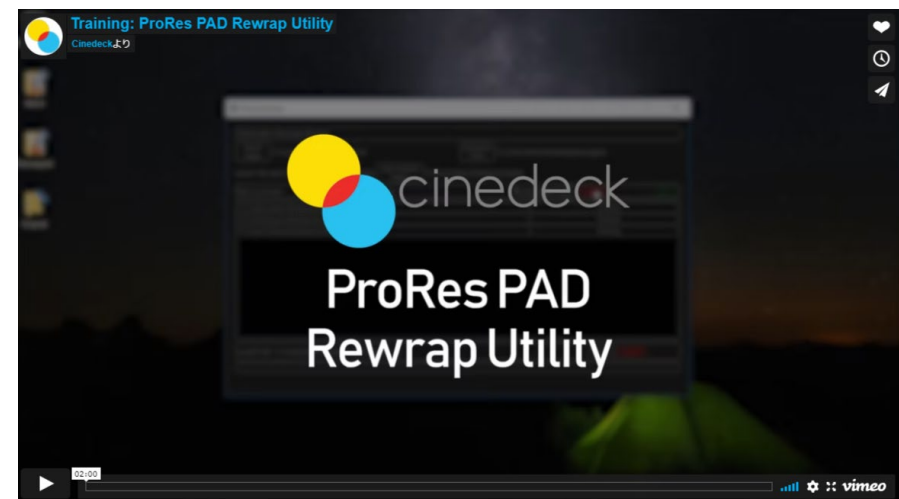 Training: ProRes PAD Rewrap Utility
Cinedeckより
cinedeck
ProRes PAD
Rewrap Utility
02:00
vimeo